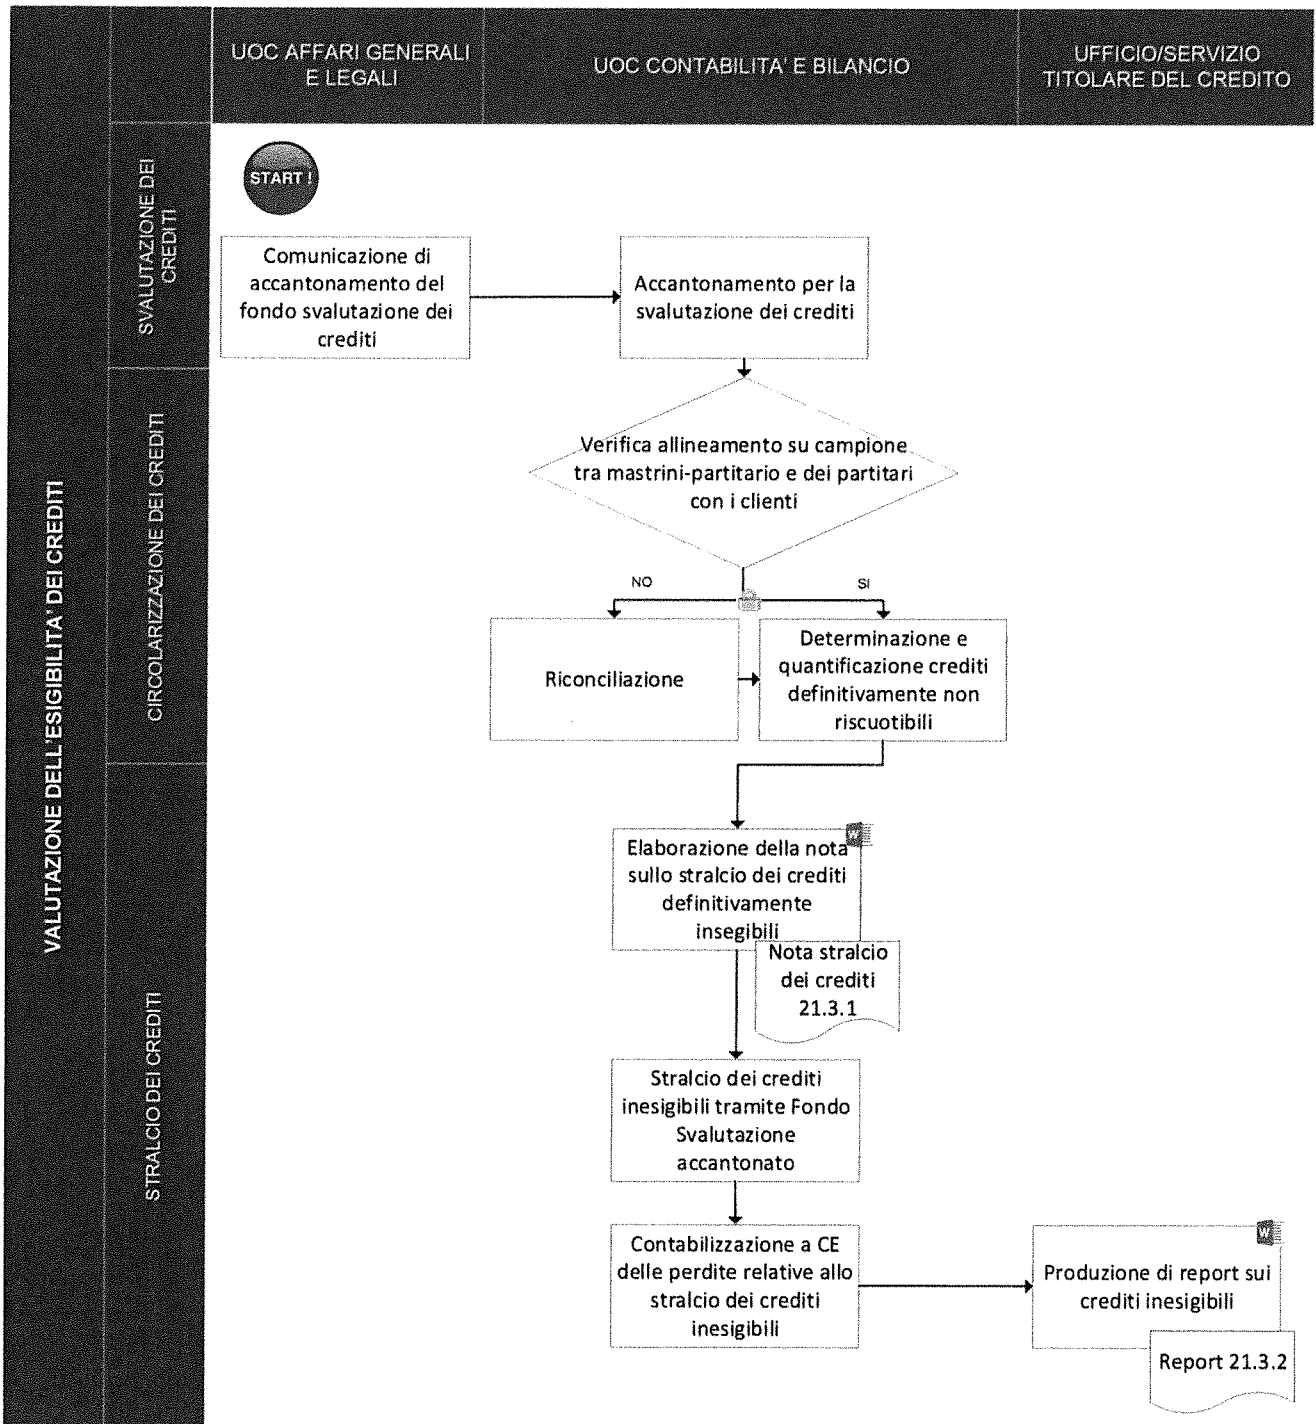 UOC AFFARI GENERALI
E LEGALI
UOC CONTABILITA' E BILANCIO
UFFICIO/SERVIZIO
TITOLARE DEL CREDITO
VALUTAZIONE DELL'ESIGIBILITA' DEI CREDITI
SVALUTAZIONE DEI
CREDITI
START !
Comunicazione di
accantonamento del
fondo svalutazione dei
crediti
Accantonamento per la
svalutazione dei crediti
CIRCOLARIZZAZIONE DEI CREDITI
Verifica allineamento su campione
tra mastrini-partitario e dei partitari
con i clienti
NO
SI
Riconciliazione
Determinazione e
quantificazione crediti
definitivamente non
riscuotibili
STRALCIO DEI CREDITI
Elaborazione della nota
sullo stralcio dei crediti
definitivamente
insegibili
W
Nota stralcio
dei crediti
21.3.1
Stralcio dei crediti
inesigibili tramite Fondo
Svalutazione
accantonato
Contabilizzazione a CE
delle perdite relative allo
stralcio dei crediti
inesigibili
W
Produzione di report sui
crediti inesigibili
Report 21.3.2